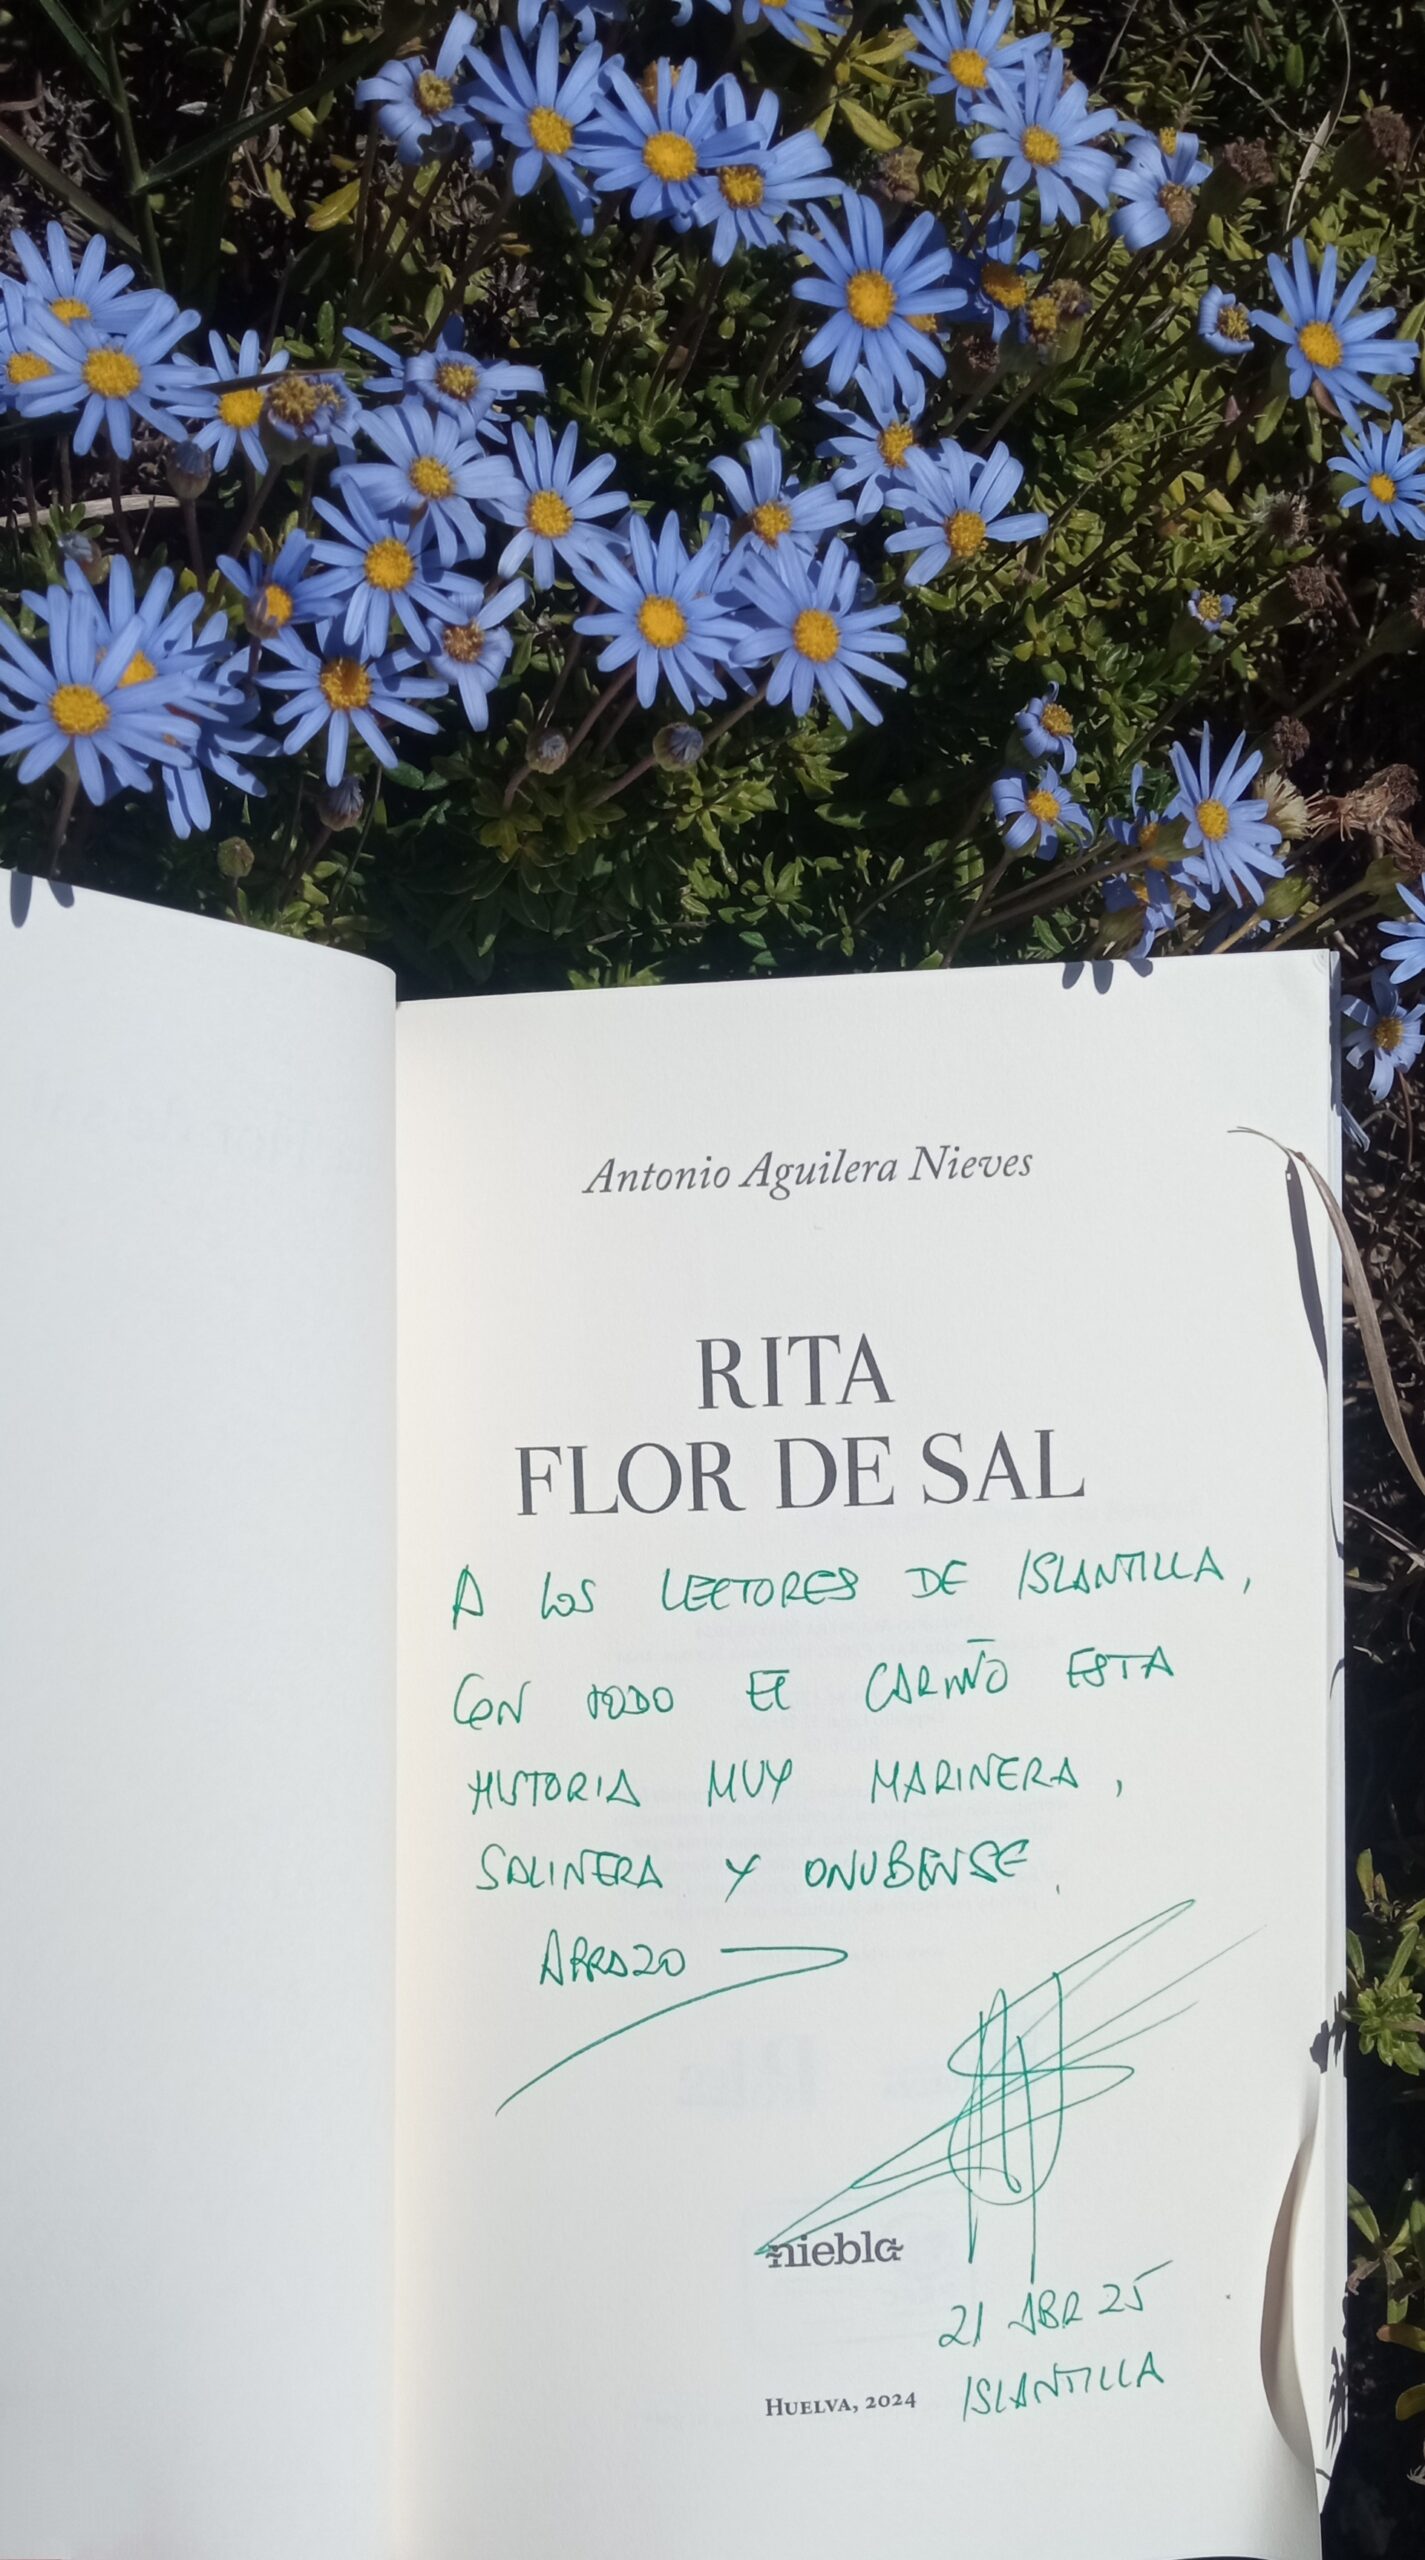 Antonio Aguilera Nieves
RITA
FLOR DE SAL
A LOS LECTORES DE ISLANTILLA,
CON TODO EL CARIÑO ESTA
HISTORIA MUY MARINERA,
SALINERA Y ONUBENSE.
ABRAZO
niebla
21 ABR 25
HUELVA, 2024 ISLANTILLA